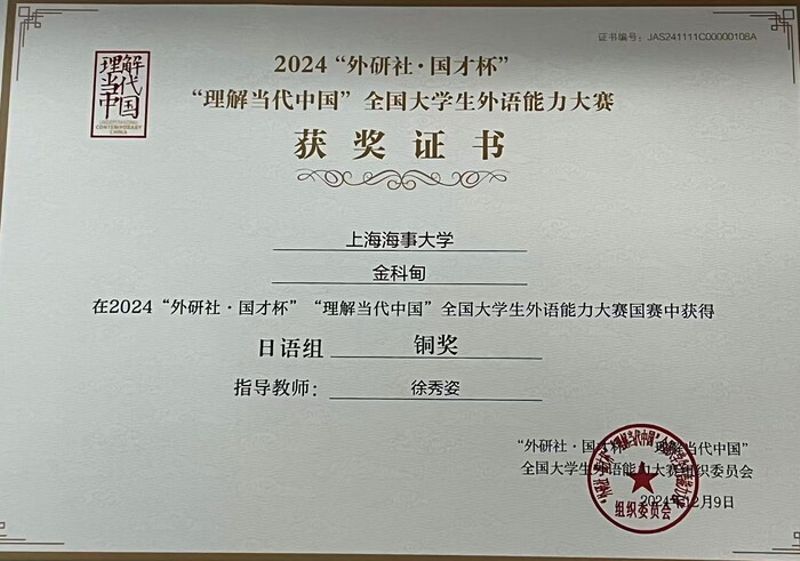 证书编号：JAS241111C00000108A
理解
当代
中国
UNDERSTANDING
CONTEMPORARY
CHINA
2024“外研社·国才杯”
“理解当代中国”全国大学生外语能力大赛
获奖证书
上海海事大学
金科甸
在2024“外研社·国才杯”“理解当代中国”全国大学生外语能力大赛国赛中获得
日语组 铜奖
指导教师： 徐秀姿
“外研社·国才杯”“理解当代中国”
全国大学生外语能力大赛组织委员会
2024年12月9日
组织委员会